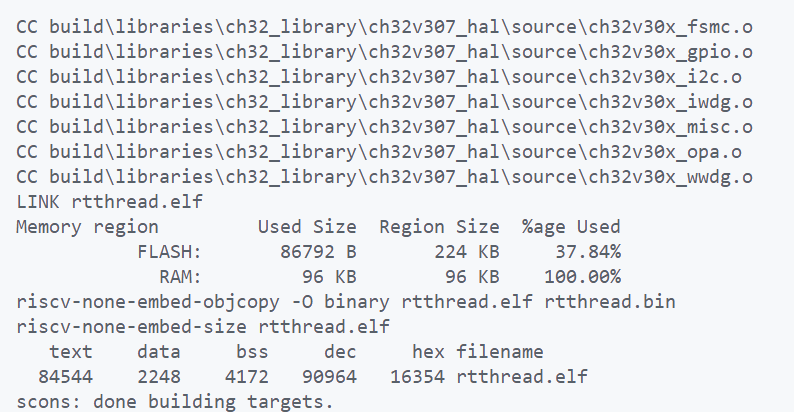 CC build\libraries\ch32_library\ch32v307_hal\source\ch32v30x_fsmc.o
CC build\libraries\ch32_library\ch32v307_hal\source\ch32v30x_gpio.o
CC build\libraries\ch32_library\ch32v307_hal\source\ch32v30x_i2c.o
CC build\libraries\ch32_library\ch32v307_hal\source\ch32v30x_iwdg.o
CC build\libraries\ch32_library\ch32v307_hal\source\ch32v30x_misc.o
CC build\libraries\ch32_library\ch32v307_hal\source\ch32v30x_opa.o
CC build\libraries\ch32_library\ch32v307_hal\source\ch32v30x_wwdg.o
LINK rtthread.elf
Memory region         Used Size  Region Size  %age Used
           FLASH:       86792 B       224 KB     37.84%
             RAM:         96 KB        96 KB    100.00%
riscv-none-embed-objcopy -O binary rtthread.elf rtthread.bin
riscv-none-embed-size rtthread.elf
   text    data     bss     dec     hex filename
  84544    2248    4172   90964   16354 rtthread.elf
scons: done building targets.